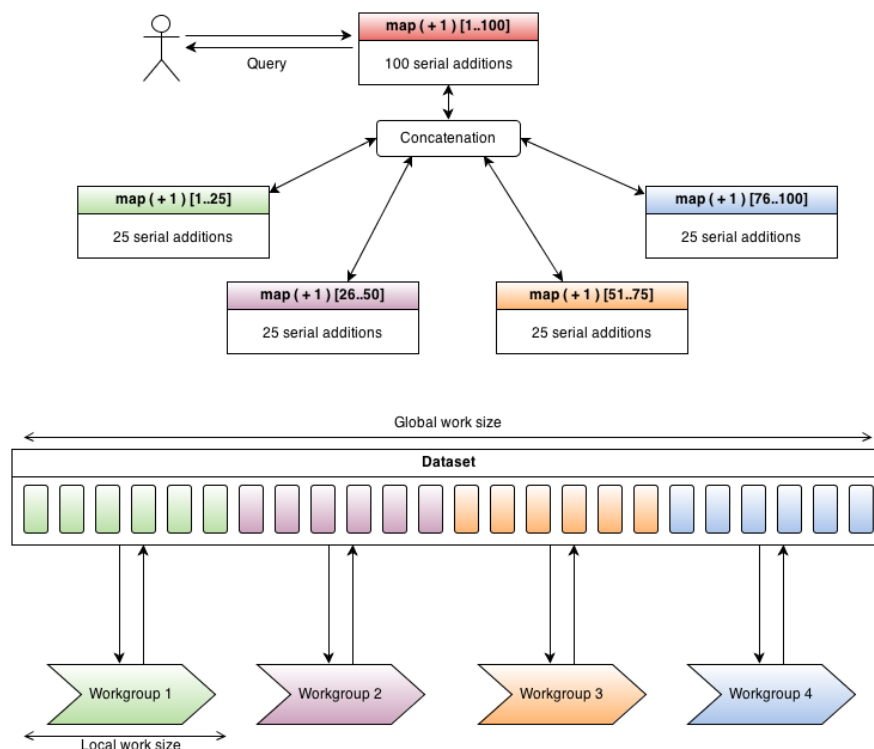 map ( + 1 ) [1..100]
100 serial additions
Query
Concatenation
map ( + 1 ) [1..25]
25 serial additions
map ( + 1 ) [76..100]
25 serial additions
map ( + 1 ) [26..50]
25 serial additions
map ( + 1 ) [51..75]
25 serial additions
Global work size
Dataset
Workgroup 1
Workgroup 2
Workgroup 3
Workgroup 4
Local work size